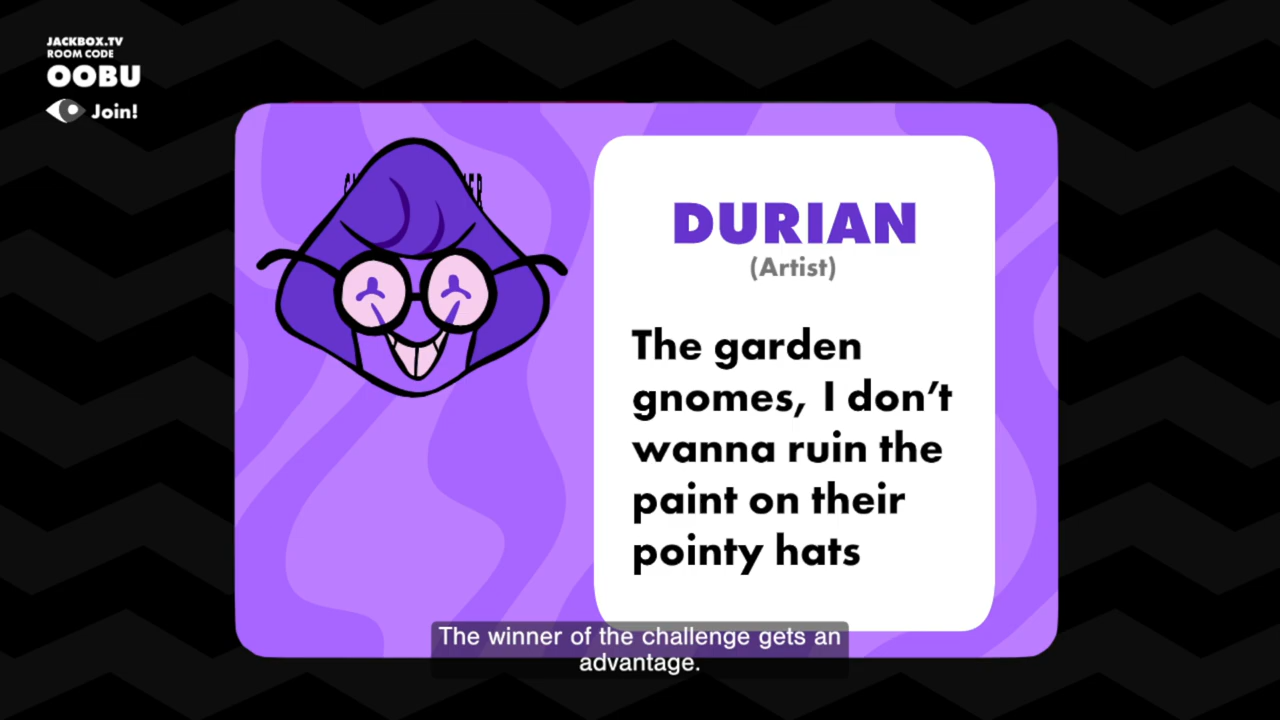 JACKBOX.TV
ROOM CODE
OOBU
Join!
DURIAN
(Artist)
The garden
gnomes, I don’t
wanna ruin the
paint on their
pointy hats
The winner of the challenge gets an
advantage.